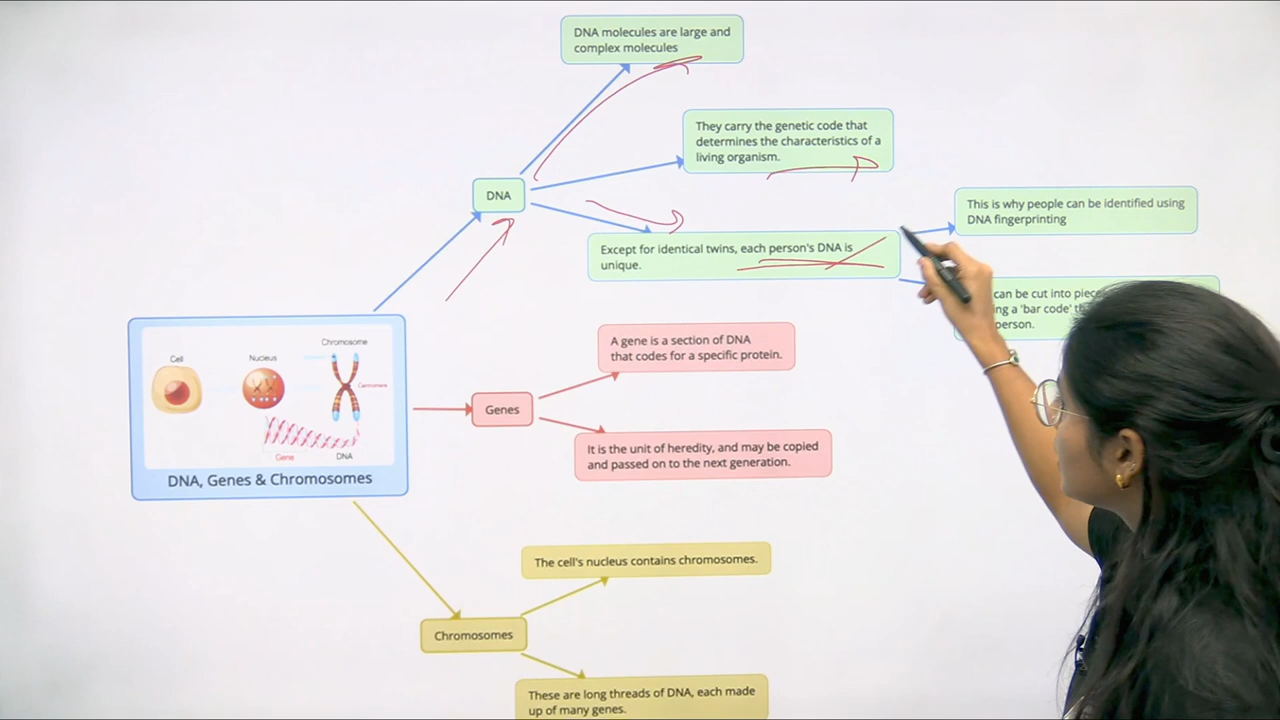 DNA molecules are large and
complex molecules
They carry the genetic code that
determines the characteristics of a
living organism.
DNA
This is why people can be identified using
DNA fingerprinting
Except for identical twins, each person's DNA is
unique.
can be cut into
a 'bar code'
person.
Chromosome
Cell
Nucleus
Centromere
Gene
DNA
DNA, Genes & Chromosomes
A gene is a section of DNA
that codes for a specific protein.
Genes
It is the unit of heredity, and may be copied
and passed on to the next generation.
The cell's nucleus contains chromosomes.
Chromosomes
These are long threads of DNA, each made
up of many genes.